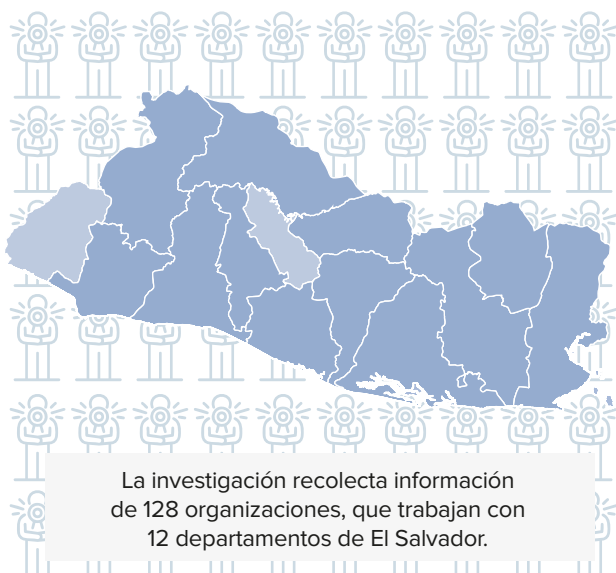 La investigación recolecta información
de 128 organizaciones, que trabajan con
12 departamentos de El Salvador.